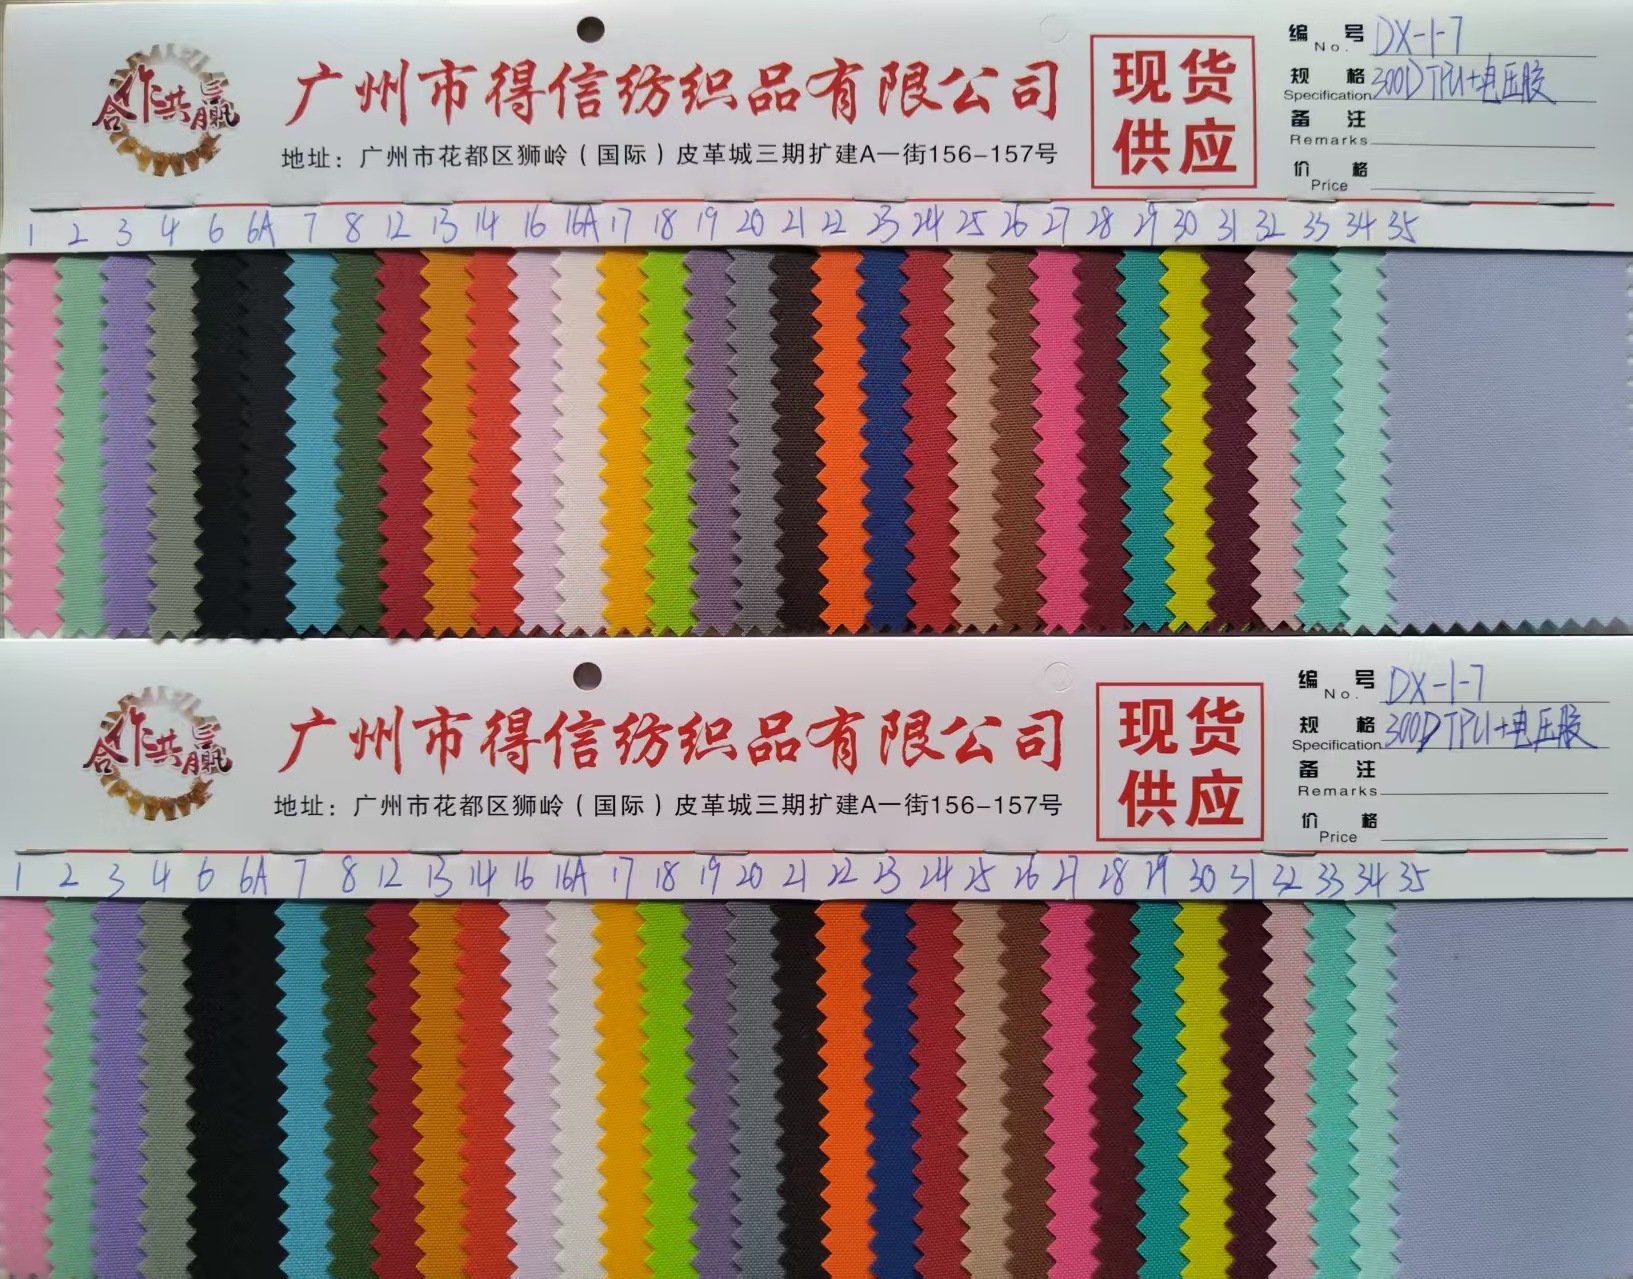 合作共赢
广州市得信纺织品有限公司
地址：广州市花都区狮岭（国际）皮革城三期扩建A一街156-157号
现货
供应
编号 No. DX-1-7
规格 Specification 300D TPU+电压胶
备注 Remarks
价格 Price
1 2 3 4 6 6A 7 8 12 13 14 16 16A 17 18 19 20 21 22 23 24 25 26 27 28 29 30 31 32 33 34 35
合作共赢
广州市得信纺织品有限公司
地址：广州市花都区狮岭（国际）皮革城三期扩建A一街156-157号
现货
供应
编号 No. DX-1-7
规格 Specification 300D TPU+电压胶
备注 Remarks
价格 Price
1 2 3 4 6 6A 7 8 12 13 14 16 16A 17 18 19 20 21 22 23 24 25 26 27 28 29 30 31 32 33 34 35